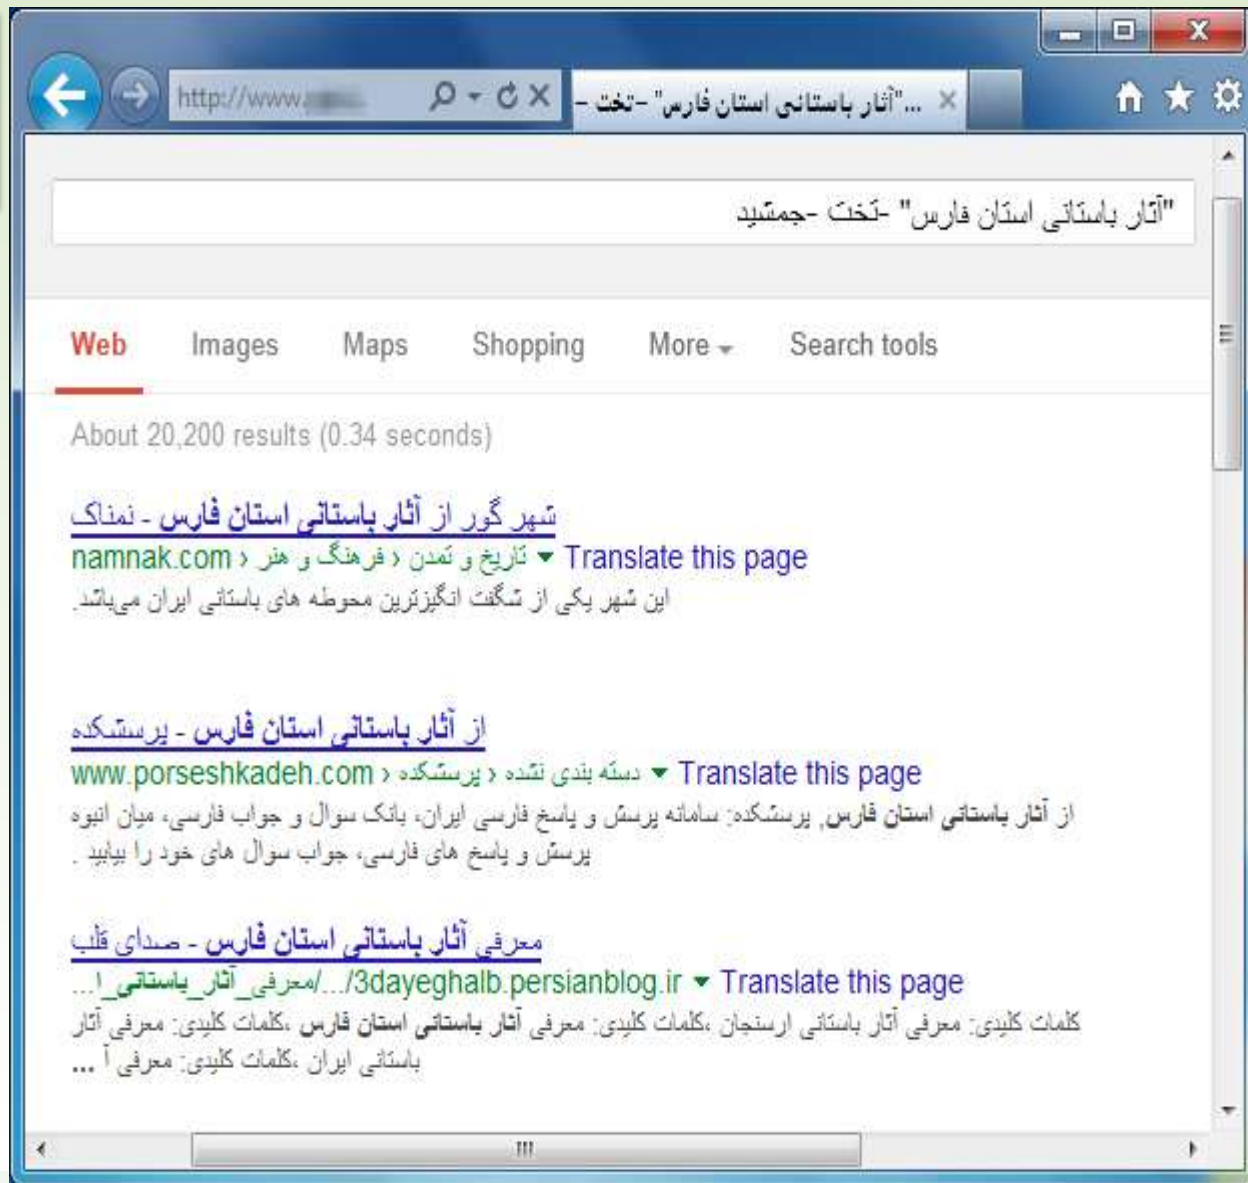 http://www.
"آثار باستانی استان فارس" -تخت -...
"آثار باستانی استان فارس" -تخت -جمشید
Web Images Maps Shopping More Search tools
About 20,200 results (0.34 seconds)
شهر گور از آثار باستانی استان فارس - نمناک
namnak.com › تاریخ و تمدن › فرهنگ و هنر Translate this page
این شهر یکی از شگفت انگیزترین محوطه های باستانی ایران می‌باشد.
از آثار باستانی استان فارس - پرسشکده
www.porseshkadeh.com › دسته بندی نشده › پرسشکده Translate this page
از آثار باستانی استان فارس, پرسشکده: سامانه پرسش و پاسخ فارسی ایران، بانک سوال و جواب فارسی، میان انبوه
پرسش و پاسخ های فارسی، جواب سوال های خود را بیابید .
معرفی آثار باستانی استان فارس - صدای قلب
3dayeghalb.persianblog.ir/.../معرفی_آثار_باستانی_ا... Translate this page
کلمات کلیدی: معرفی آثار باستانی ارسنجان ،کلمات کلیدی: معرفی آثار باستانی استان فارس ،کلمات کلیدی: معرفی آثار
باستانی ایران ،کلمات کلیدی: معرفی آ ...